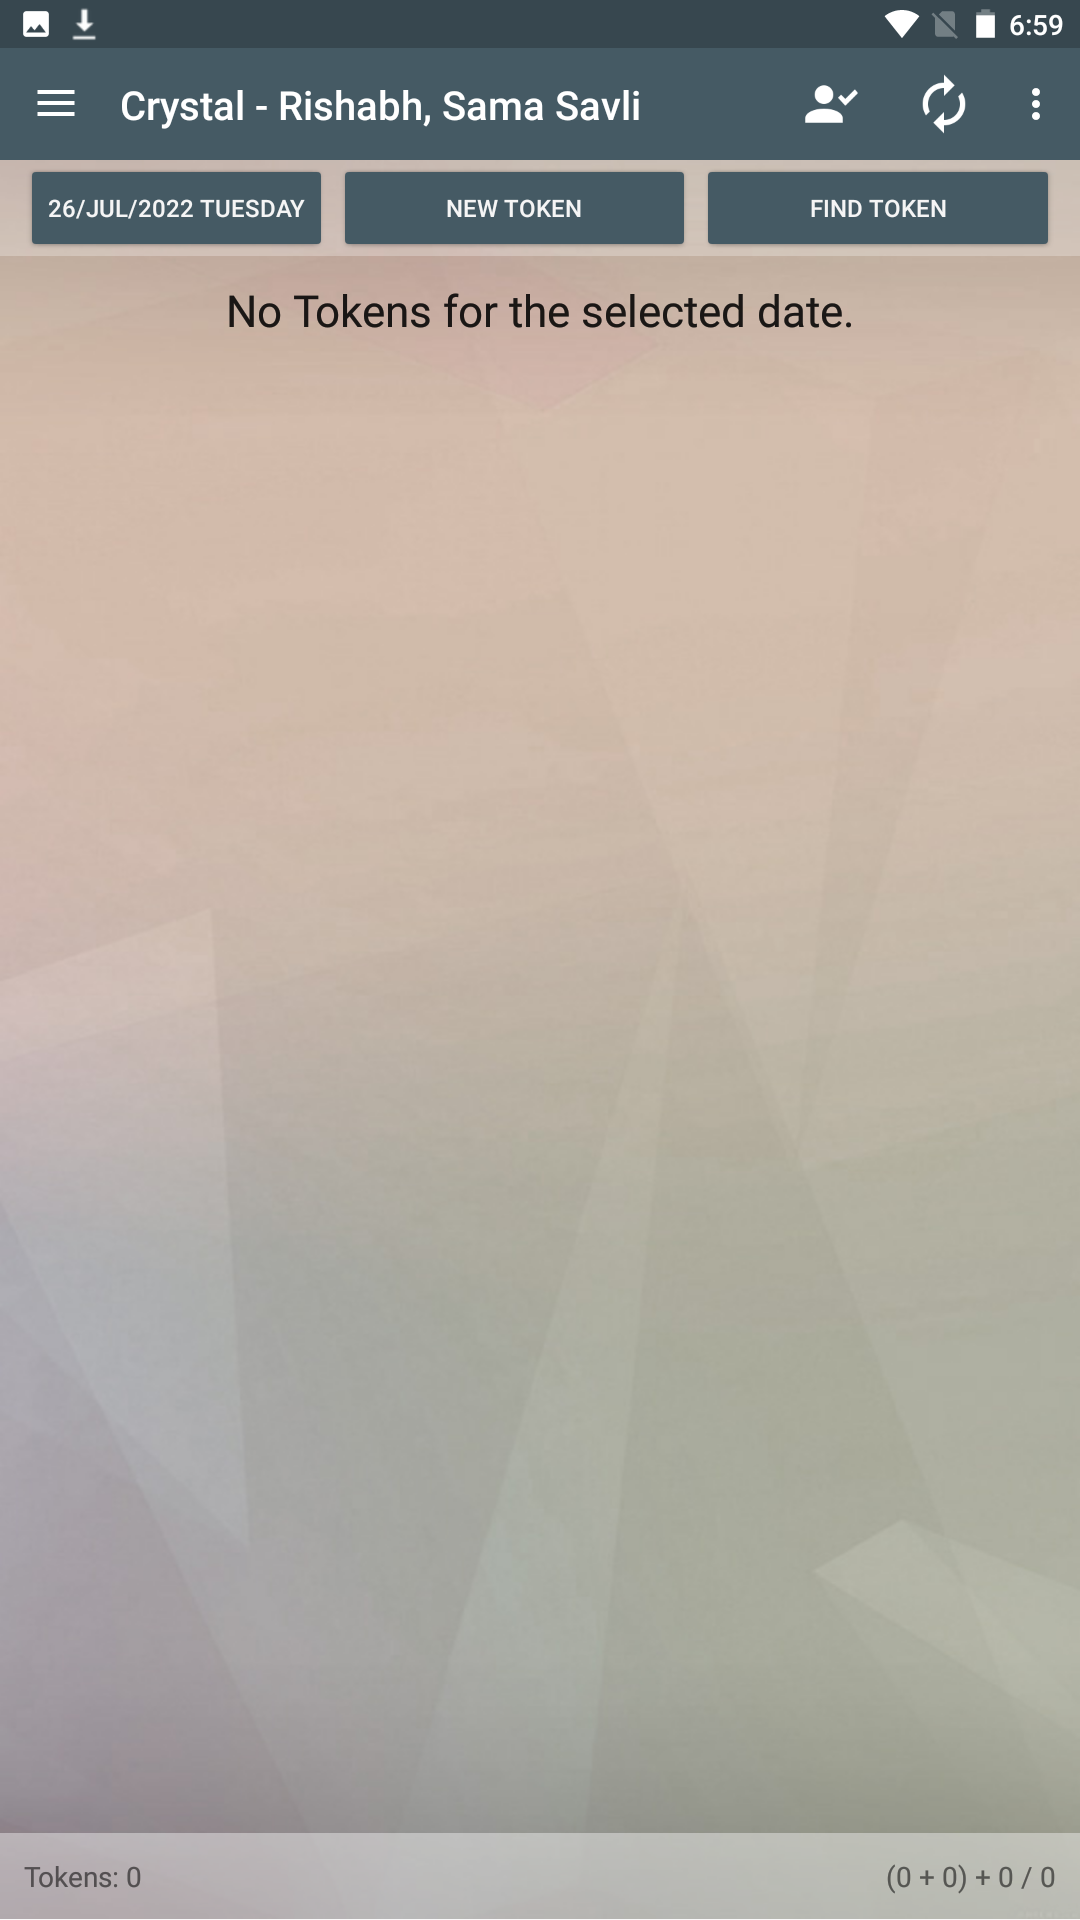 6:59
Crystal - Rishabh, Sama Savli
26/JUL/2022 TUESDAY
NEW TOKEN
FIND TOKEN
No Tokens for the selected date.
Tokens: 0
(0 + 0) + 0 / 0